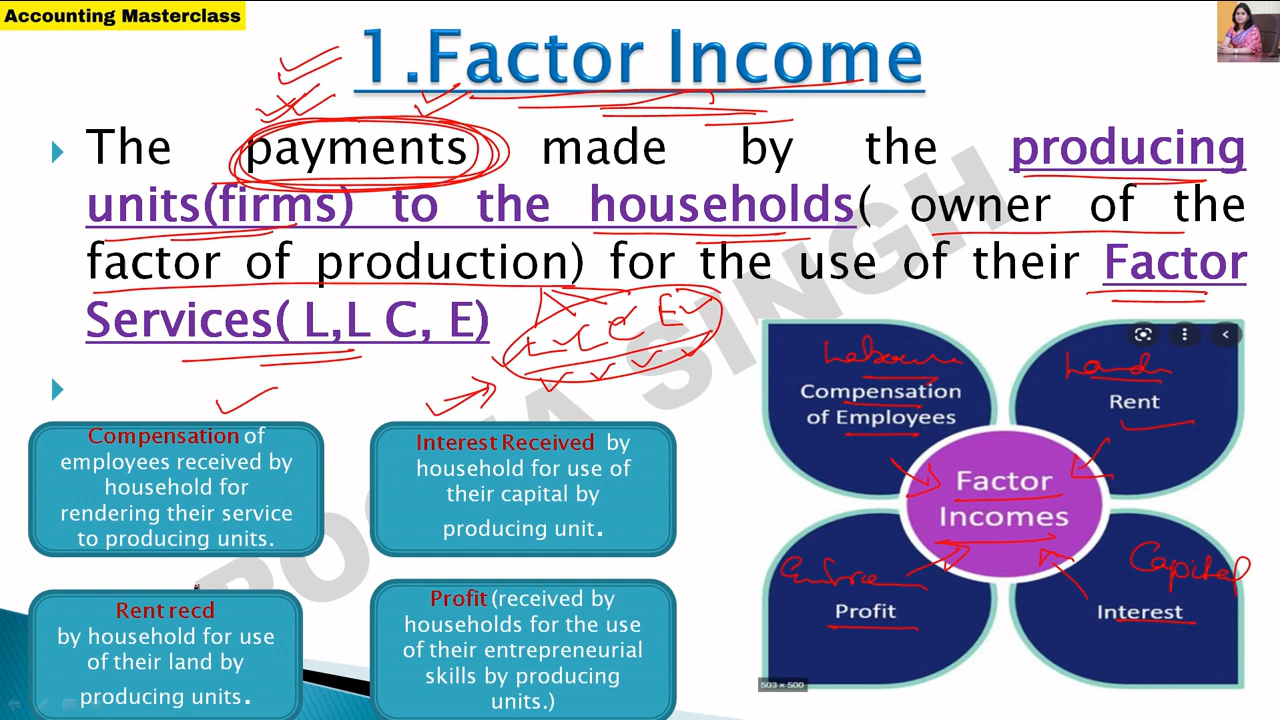 Accounting Masterclass
1.Factor Income
The payments made by the producing
units(firms) to the households( owner of the
factor of production) for the use of their Factor
Services( L,L C, E)
L L C E
Compensation of
employees received by
household for
rendering their service
to producing units.
Interest Received by
household for use of
their capital by
producing unit.
Rent recd
by household for use
of their land by
producing units.
Profit (received by
households for the use
of their entrepreneurial
skills by producing
units.)
Labour
Compensation
of Employees
Land
Rent
Factor
Incomes
Profit
Capital
Interest
503 × 500
POOJA SINGH